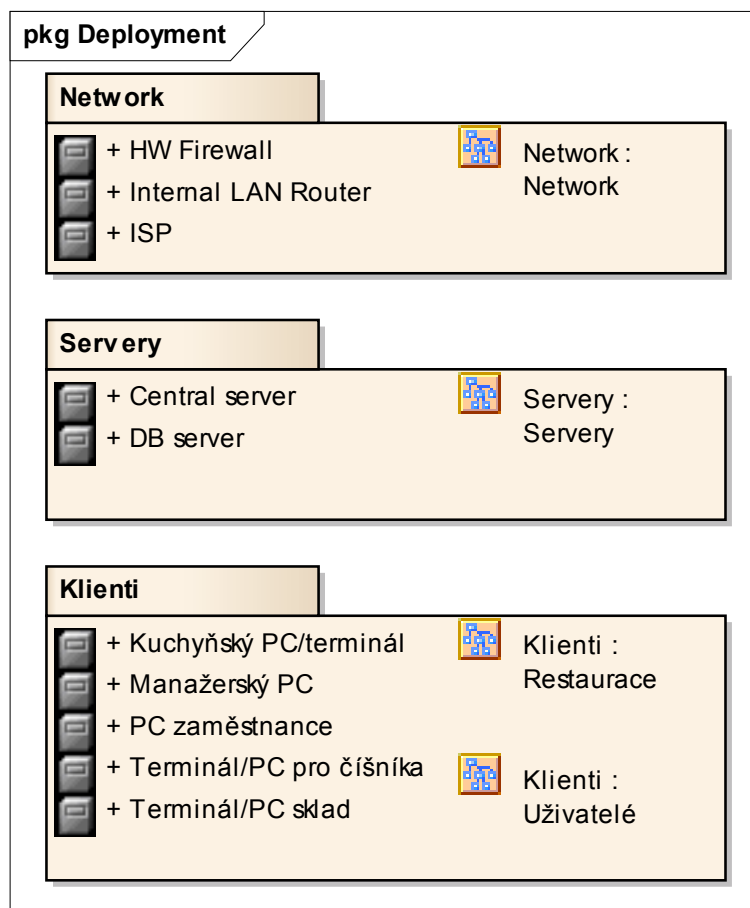 pkg Deployment
Network
+ HW Firewall
+ Internal LAN Router
+ ISP
Network :
Network
Servery
+ Central server
+ DB server
Servery :
Servery
Klienti
+ Kuchyňský PC/terminál
+ Manažerský PC
+ PC zaměstnance
+ Terminál/PC pro číšníka
+ Terminál/PC sklad
Klienti :
Restaurace
Klienti :
Uživatelé